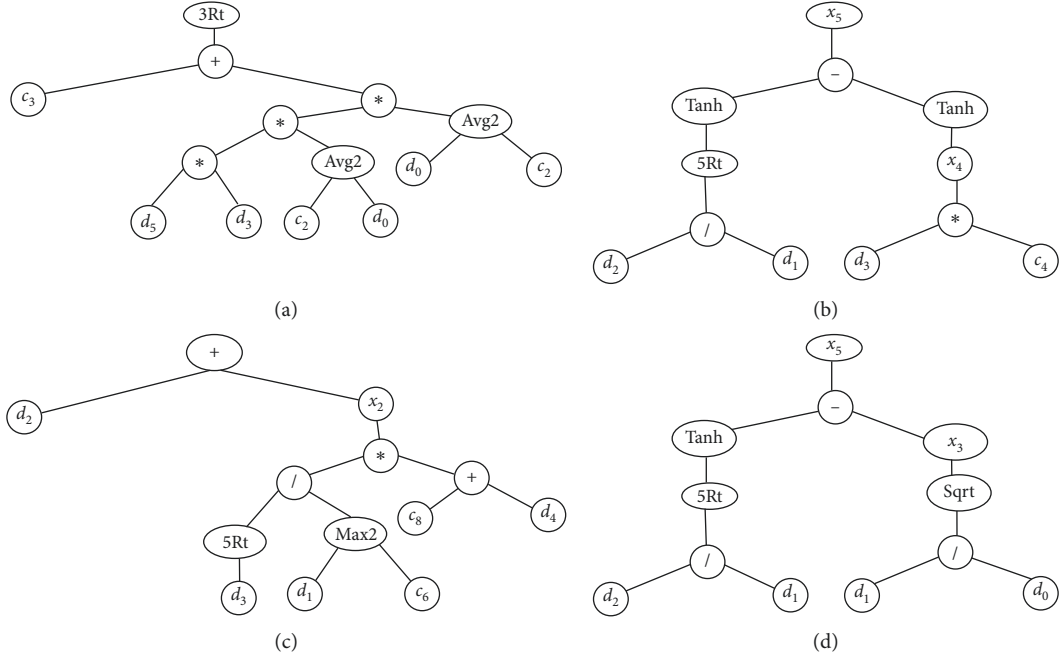 3Rt
+
c3
*
*
Avg2
*
Avg2
d0
c2
d5
d3
c2
d0
(a)
x5
–
Tanh
Tanh
5Rt
x4
/
*
d2
d1
d3
c4
(b)
+
d2
x2
*
/
+
5Rt
Max2
c8
d4
d3
d1
c6
(c)
x5
–
Tanh
x3
5Rt
Sqrt
/
/
d2
d1
d1
d0
(d)